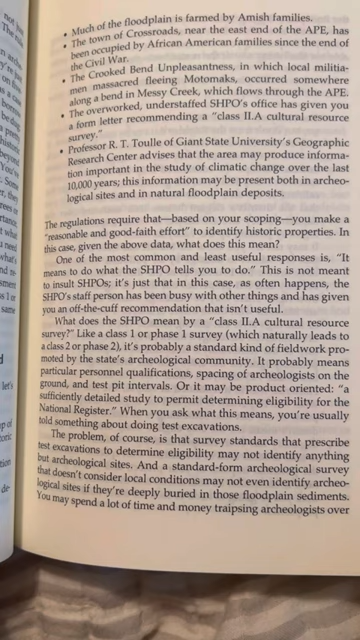 • Much of the floodplain is farmed by Amish families.
• The town of Crossroads, near the east end of the APE, has
been occupied by African American families since the end of
the Civil War.
• The Crooked Bend Unpleasantness, in which local militia-
men massacred fleeing Motomaks, occurred somewhere
along a bend in Messy Creek, which flows through the APE.
• The overworked, understaffed SHPO's office has given you
a form letter recommending a "class II.A cultural resource
survey."
• Professor R. T. Toulle of Giant State University's Geographic
Research Center advises that the area may produce informa-
tion important in the study of climatic change over the last
10,000 years; this information may be present both in archeo-
logical sites and in natural floodplain deposits.
The regulations require that—based on your scoping—you make a
"reasonable and good-faith effort" to identify historic properties. In
this case, given the above data, what does this mean?
One of the most common and least useful responses is, "It
means to do what the SHPO tells you to do." This is not meant
to insult SHPOs; it's just that in this case, as often happens, the
SHPO's staff person has been busy with other things and has given
you an off-the-cuff recommendation that isn't useful.
What does the SHPO mean by a "class II.A cultural resource
survey?" Like a class 1 or phase 1 survey (which naturally leads to
a class 2 or phase 2), it's probably a standard kind of fieldwork pro-
moted by the state's archeological community. It probably means
particular personnel qualifications, spacing of archeologists on the
ground, and test pit intervals. Or it may be product oriented: "a
sufficiently detailed study to permit determining eligibility for the
National Register." When you ask what this means, you're usually
told something about doing test excavations.
The problem, of course, is that survey standards that prescribe
test excavations to determine eligibility may not identify anything
but archeological sites. And a standard-form archeological survey
that doesn't consider local conditions may not even identify archeo-
logical sites if they're deeply buried in those floodplain sediments.
You may spend a lot of time and money traipsing archeologists over